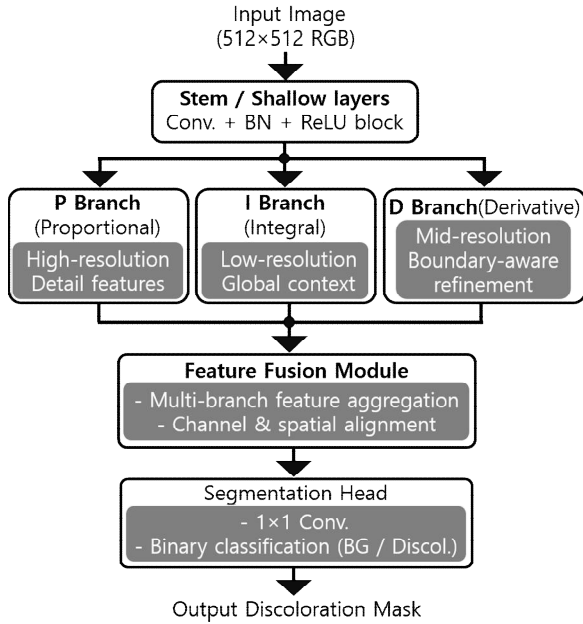 Input Image
(512×512 RGB)
Stem / Shallow layers
Conv. + BN + ReLU block
P Branch
(Proportional)
High-resolution
Detail features
I Branch
(Integral)
Low-resolution
Global context
D Branch(Derivative)
Mid-resolution
Boundary-aware
refinement
Feature Fusion Module
- Multi-branch feature aggregation
- Channel & spatial alignment
Segmentation Head
- 1×1 Conv.
- Binary classification (BG / Discol.)
Output Discoloration Mask